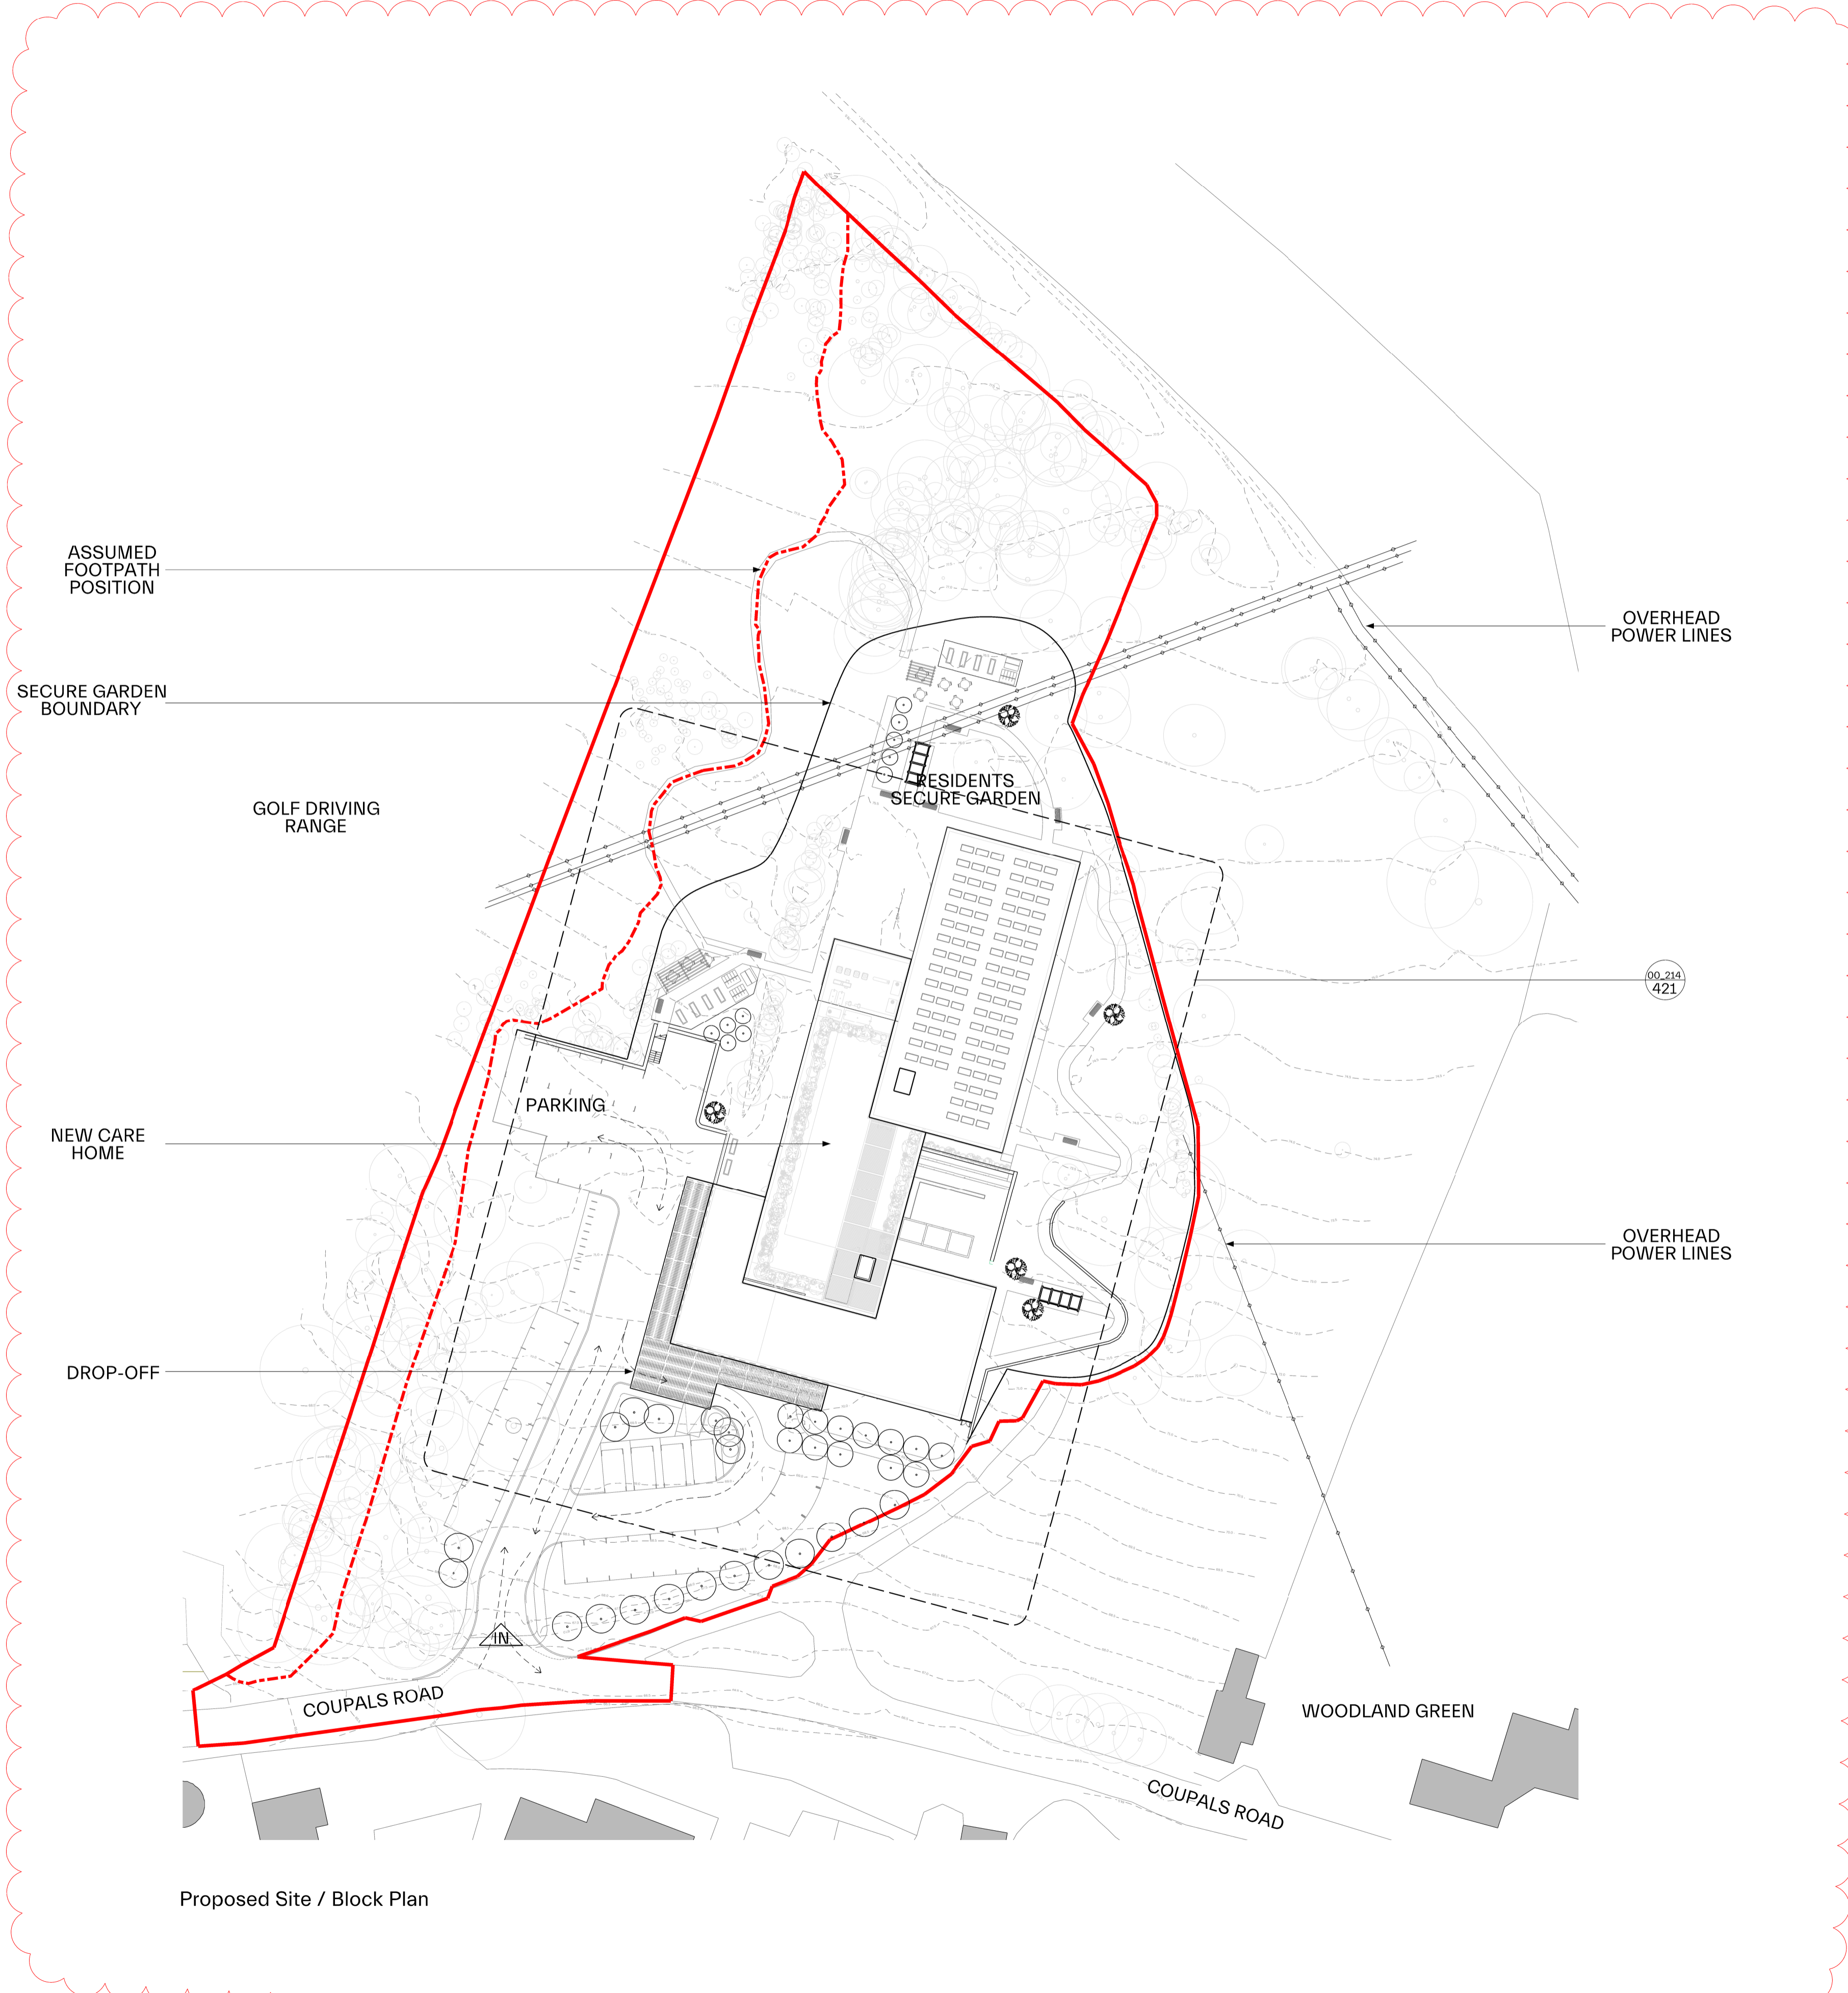 ASSUMED
FOOTPATH
POSITION
OVERHEAD
POWER LINES
SECURE GARDEN
BOUNDARY
RESIDENTS
SECURE GARDEN
GOLF DRIVING
RANGE
00_214
421
PARKING
NEW CARE
HOME
OVERHEAD
POWER LINES
DROP-OFF
IN
COUPALS ROAD
WOODLAND GREEN
COUPALS ROAD
Proposed Site / Block Plan